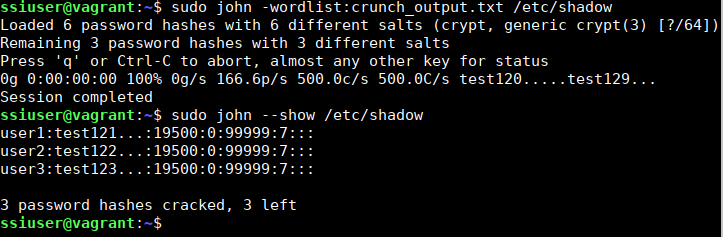 ssiuser@vagrant:~$ sudo john -wordlist:crunch_output.txt /etc/shadow
Loaded 6 password hashes with 6 different salts (crypt, generic crypt(3) [?/64])
Remaining 3 password hashes with 3 different salts
Press 'q' or Ctrl-C to abort, almost any other key for status
0g 0:00:00:00 100% 0g/s 166.6p/s 500.0c/s 500.0C/s test120.....test129...
Session completed
ssiuser@vagrant:~$ sudo john --show /etc/shadow
user1:test121...:19500:0:99999:7:::
user2:test122...:19500:0:99999:7:::
user3:test123...:19500:0:99999:7:::
3 password hashes cracked, 3 left
ssiuser@vagrant:~$